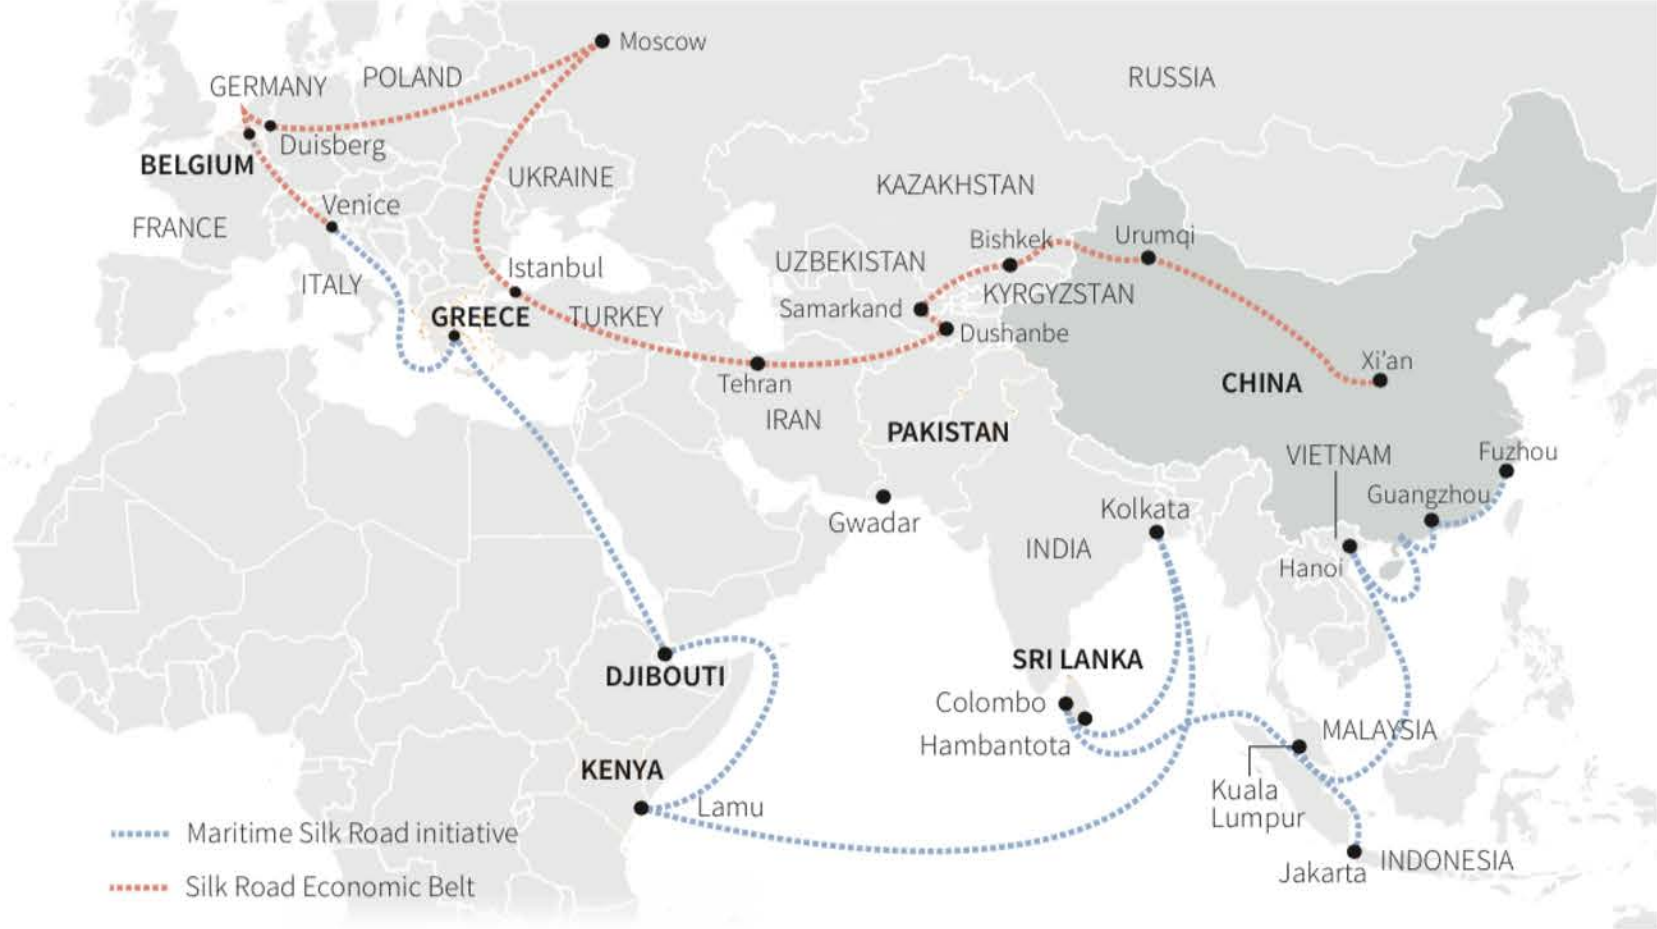 Moscow
RUSSIA
GERMANY
POLAND
Duisberg
BELGIUM
UKRAINE
KAZAKHSTAN
Venice
FRANCE
Bishkek
Urumqi
UZBEKISTAN
Istanbul
ITALY
KYRGYZSTAN
Samarkand
GREECE
TURKEY
Dushanbe
Tehran
Xi’an
CHINA
IRAN
PAKISTAN
VIETNAM
Fuzhou
Guangzhou
Kolkata
Gwadar
INDIA
Hanoi
SRI LANKA
DJIBOUTI
Colombo
MALAYSIA
Hambantota
KENYA
Kuala
Lumpur
Lamu
Maritime Silk Road initiative
INDONESIA
Jakarta
Silk Road Economic Belt